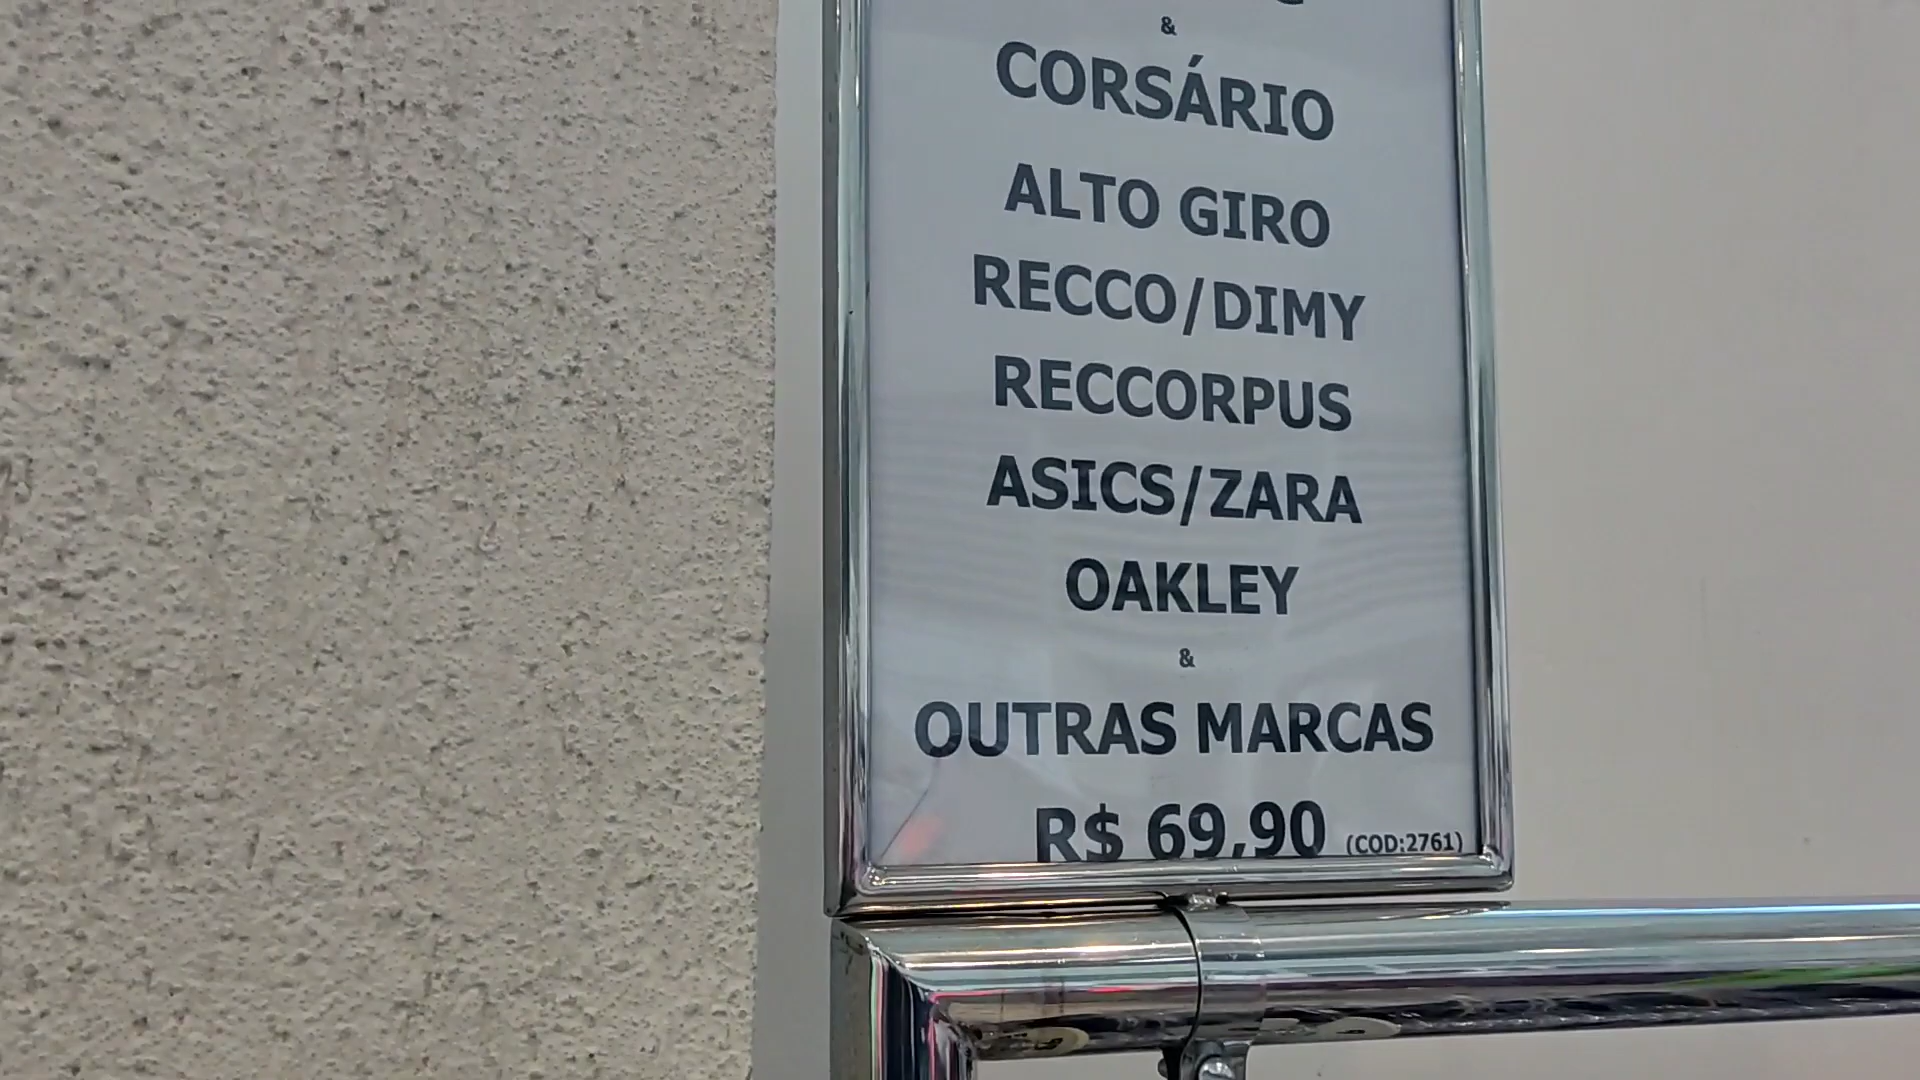 &
CORSÁRIO
ALTO GIRO
RECCO/DIMY
RECCORPUS
ASICS/ZARA
OAKLEY
&
OUTRAS MARCAS
R$ 69,90 (COD:2761)